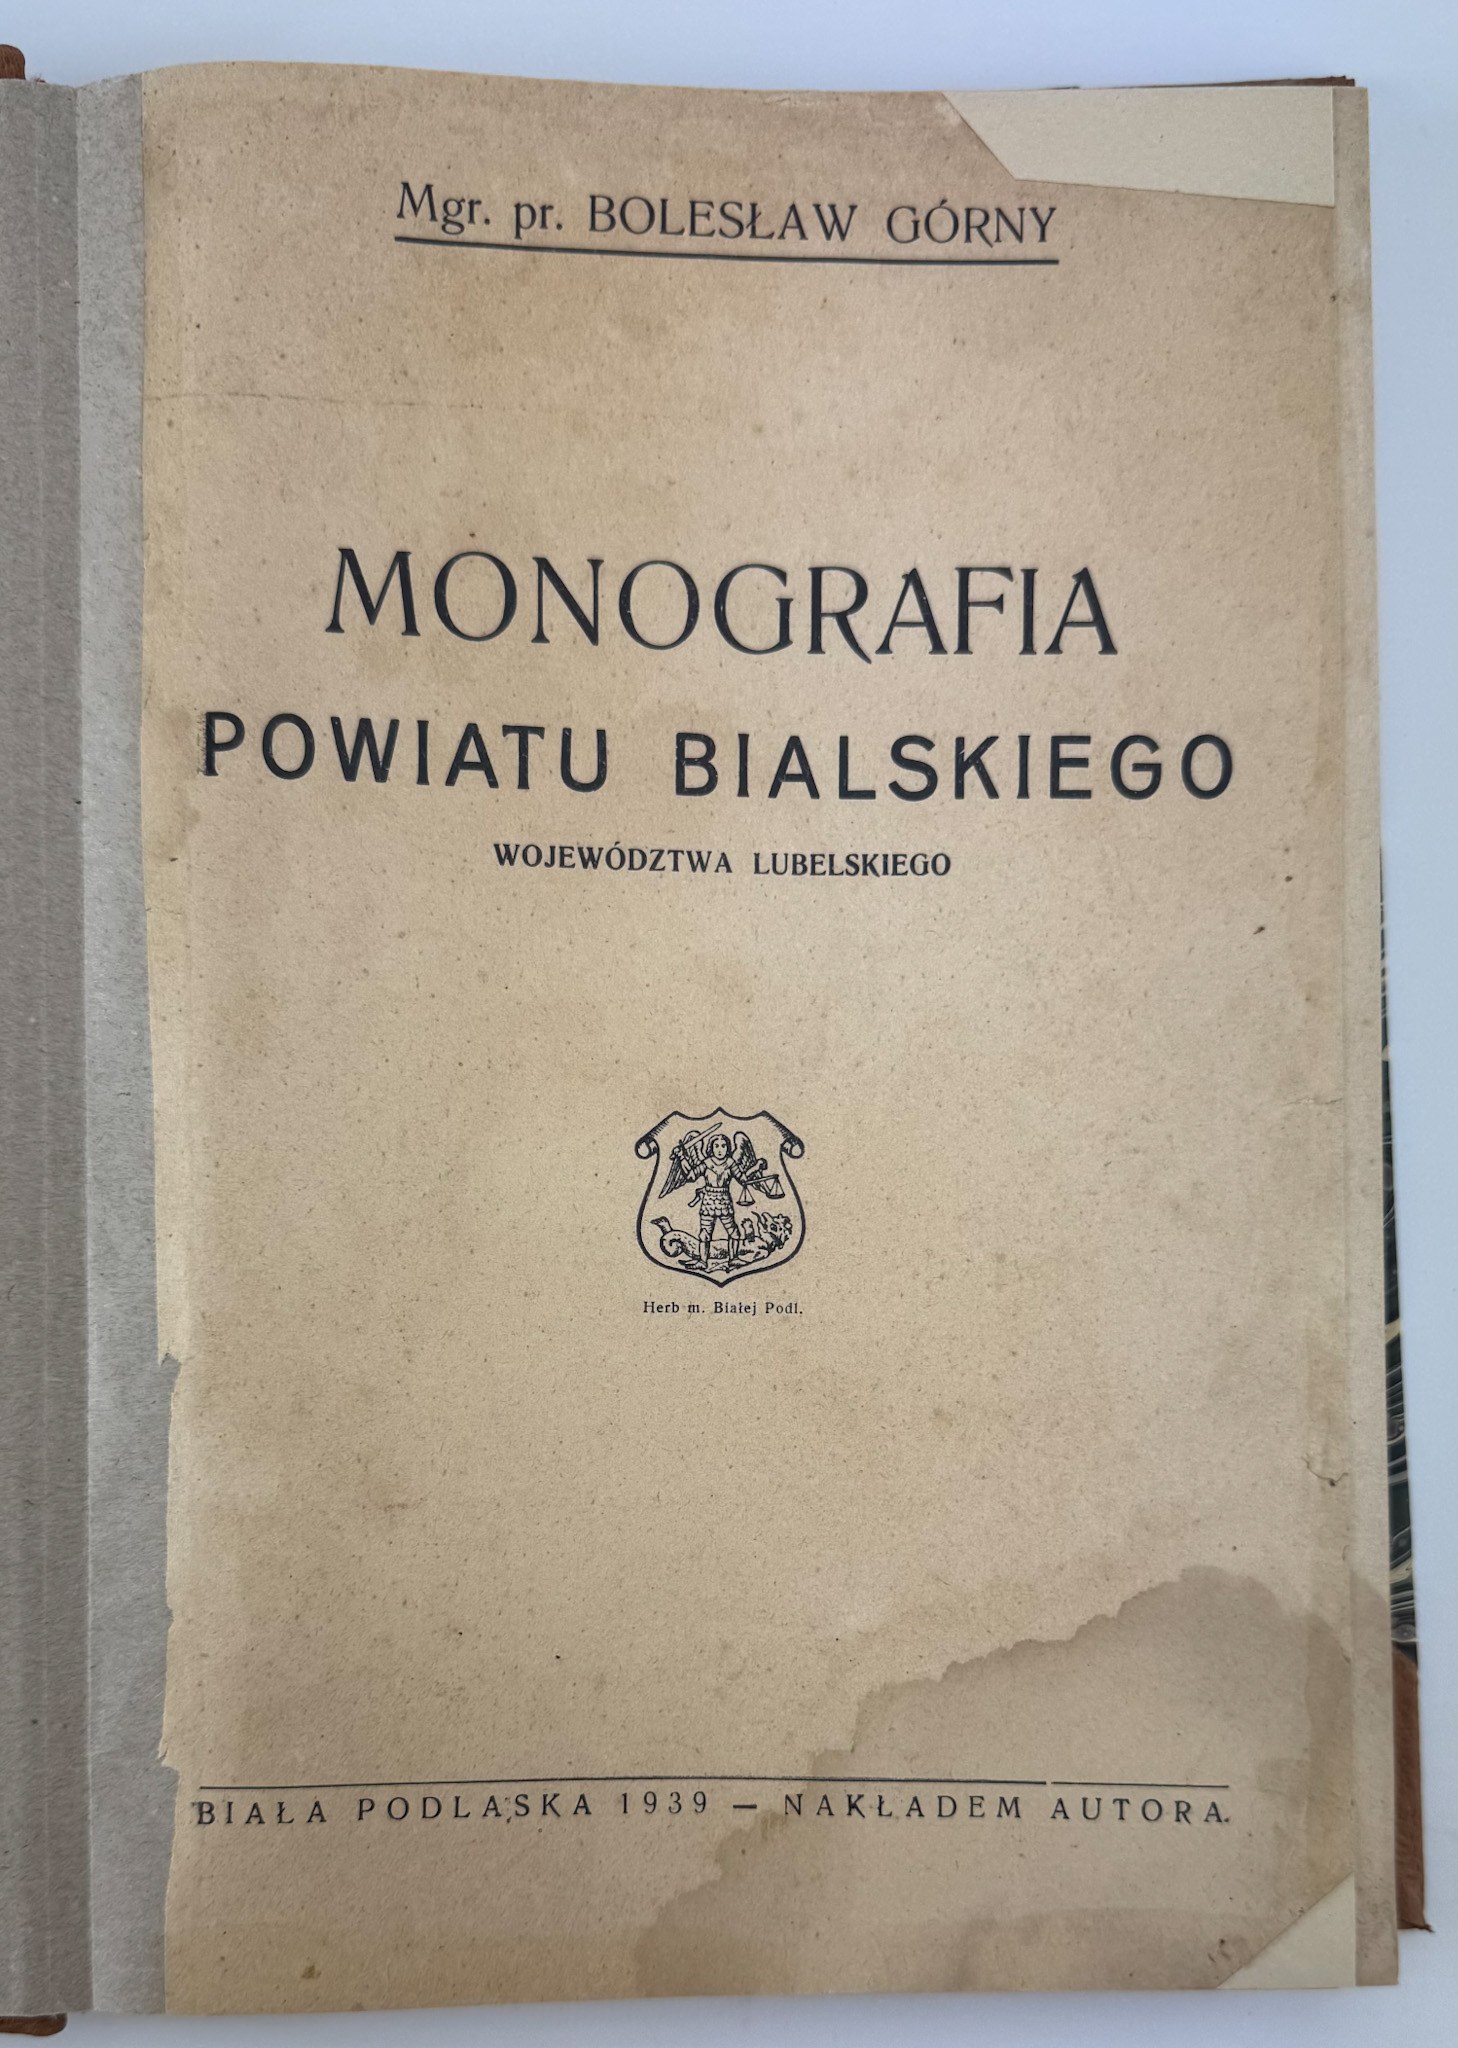 Mgr. pr. BOLESŁAW GÓRNY
MONOGRAFIA
POWIATU BIALSKIEGO
WOJEWÓDZTWA LUBELSKIEGO
Herb m. Białej Podl.
BIAŁA PODLASKA 1939 — NAKŁADEM AUTORA.